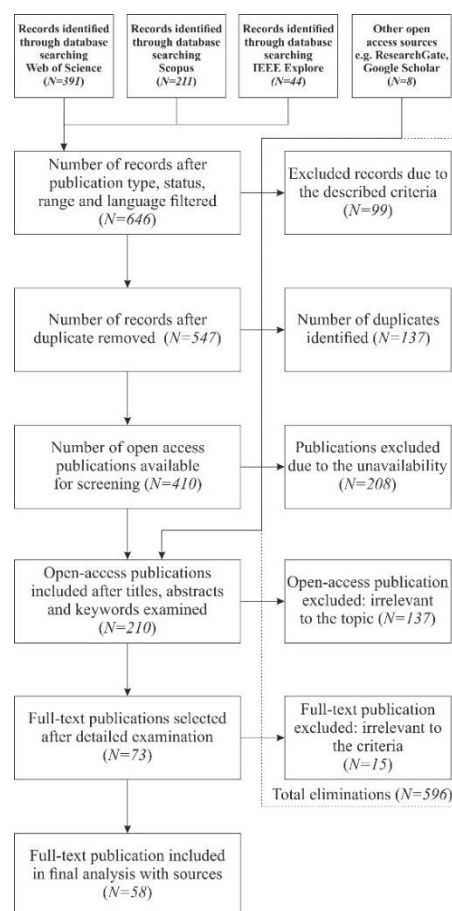 Records identified
through database
searching
Web of Science
(N=391)
Records identified
through database
searching
Scopus
(N=211)
Records identified
through database
searching
IEEE Explore
(N=44)
Other open
access sources
e.g. ResearchGate,
Google Scholar
(N=8)
Number of records after
publication type, status,
range and language filtered
(N=646)
Excluded records due to
the described criteria
(N=99)
Number of records after
duplicate removed (N=547)
Number of duplicates
identified (N=137)
Number of open access
publications available
for screening (N=410)
Publications excluded
due to the unavailability
(N=208)
Open-access publications
included after titles, abstracts
and keywords examined
(N=210)
Open-access publication
excluded: irrelevant
to the topic (N=137)
Full-text publications selected
after detailed examination
(N=73)
Full-text publication
excluded: irrelevant to
the criteria
(N=15)
Total eliminations (N=596)
Full-text publication included
in final analysis with sources
(N=58)